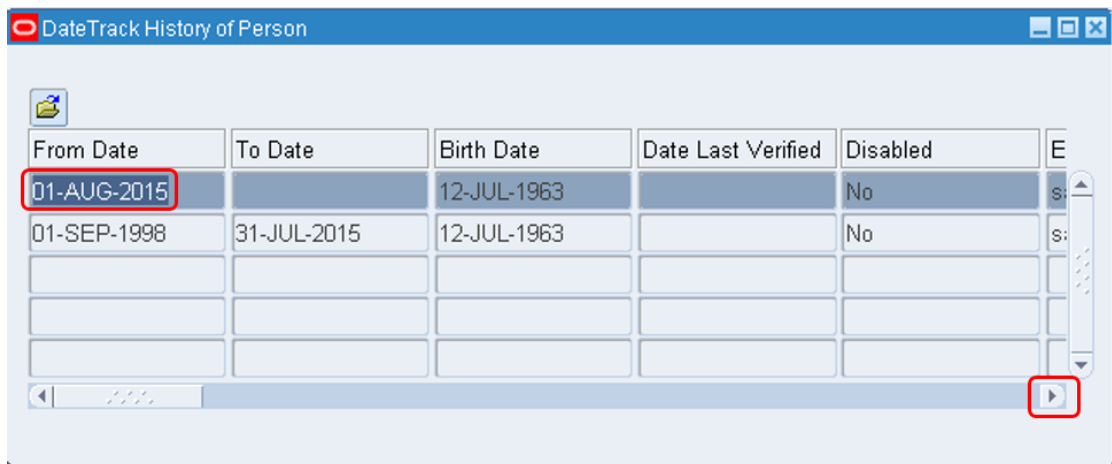 DateTrack History of Person
From Date To Date Birth Date Date Last Verified Disabled E
01-AUG-2015 12-JUL-1963 No
01-SEP-1998 31-JUL-2015 12-JUL-1963 No